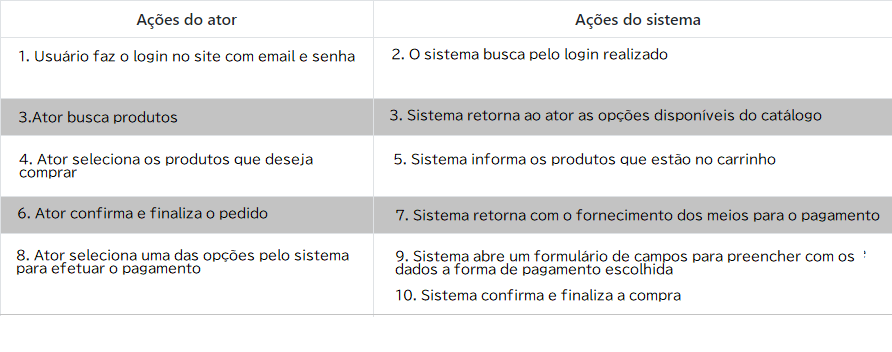 Ações do ator
Ações do sistema
1. Usuário faz o login no site com email e senha
2. O sistema busca pelo login realizado
3.Ator busca produtos
3. Sistema retorna ao ator as opções disponíveis do catálogo
4. Ator seleciona os produtos que deseja
comprar
5. Sistema informa os produtos que estão no carrinho
6. Ator confirma e finaliza o pedido
7. Sistema retorna com o fornecimento dos meios para o pagamento
8. Ator seleciona uma das opções pelo sistema
para efetuar o pagamento
9. Sistema abre um formulário de campos para preencher com os
dados a forma de pagamento escolhida
10. Sistema confirma e finaliza a compra